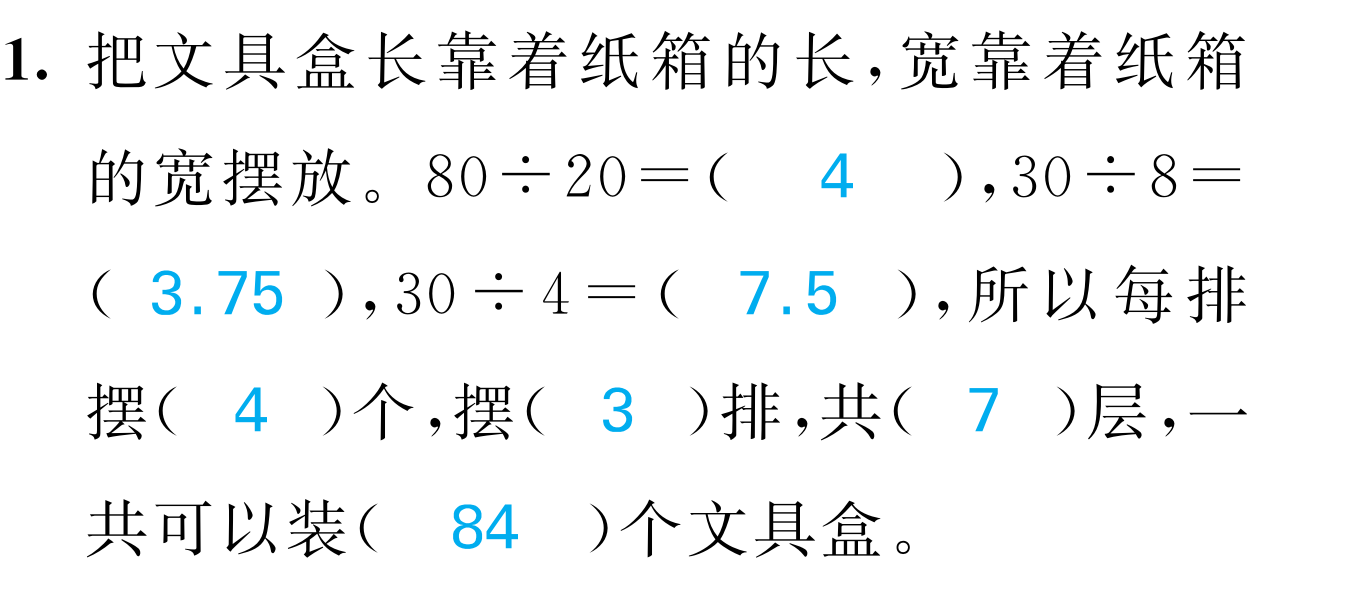 1. 把文具盒长靠着纸箱的长,宽靠着纸箱
的宽摆放。80÷20=( 4 ),30÷8=
( 3.75 ),30÷4=( 7.5 ),所以每排
摆( 4 )个,摆( 3 )排,共( 7 )层,一
共可以装( 84 )个文具盒。